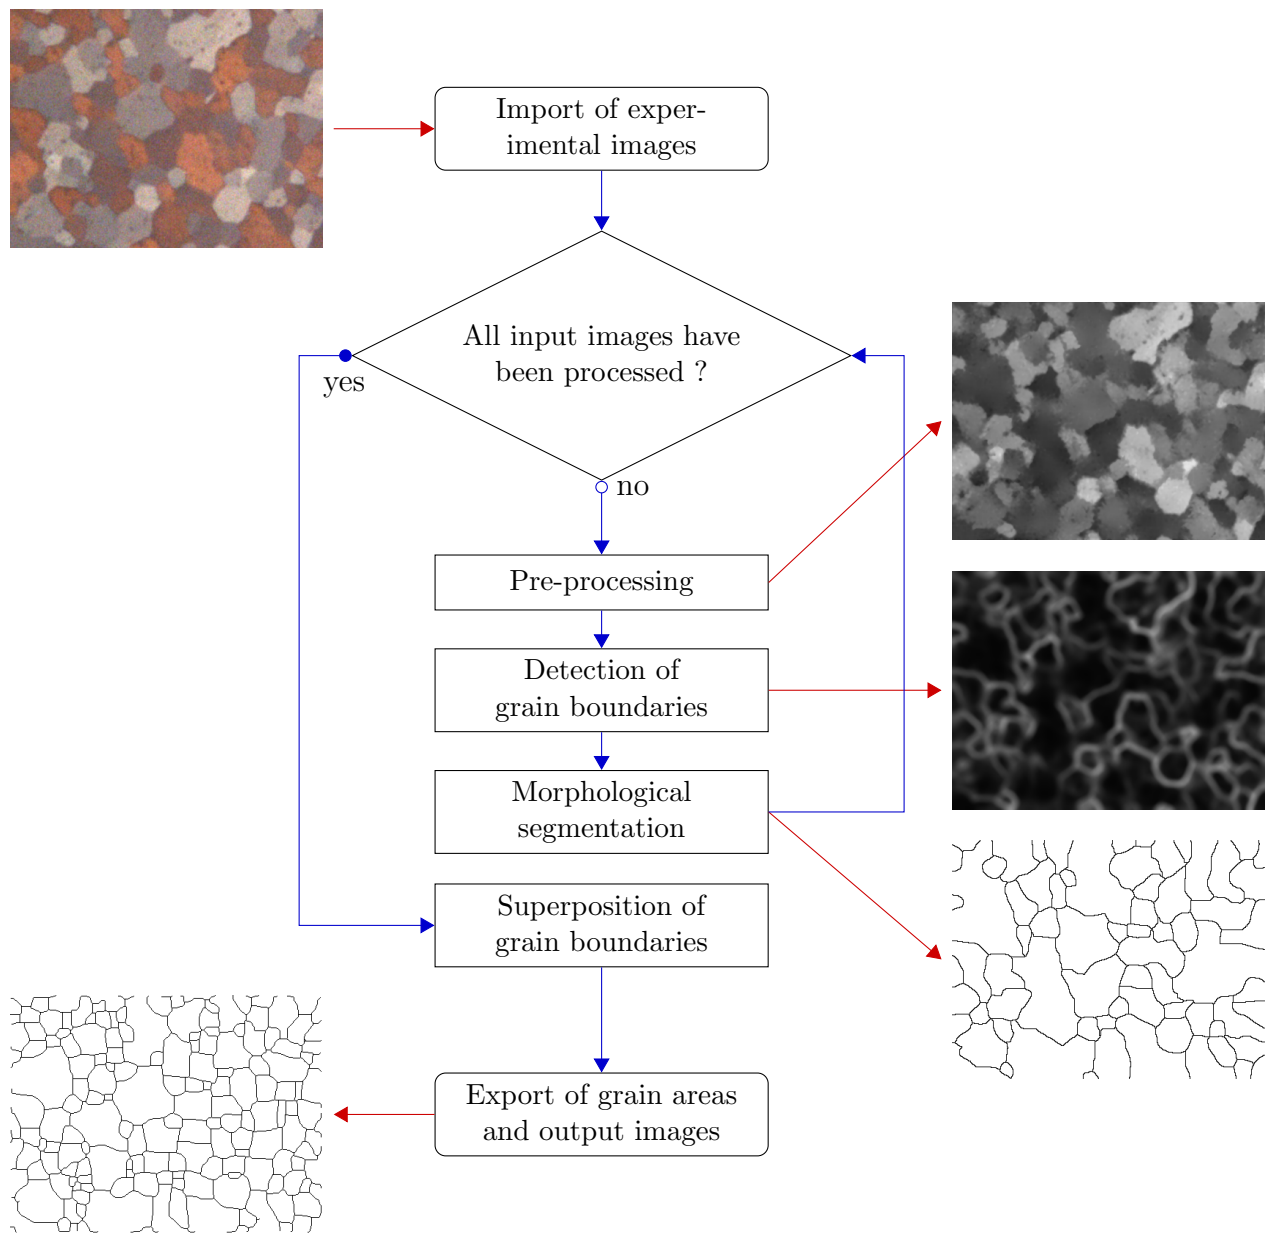 Import of exper-
imental images
All input images have
been processed ?
yes
no
Pre-processing
Detection of
grain boundaries
Morphological
segmentation
Superposition of
grain boundaries
Export of grain areas
and output images